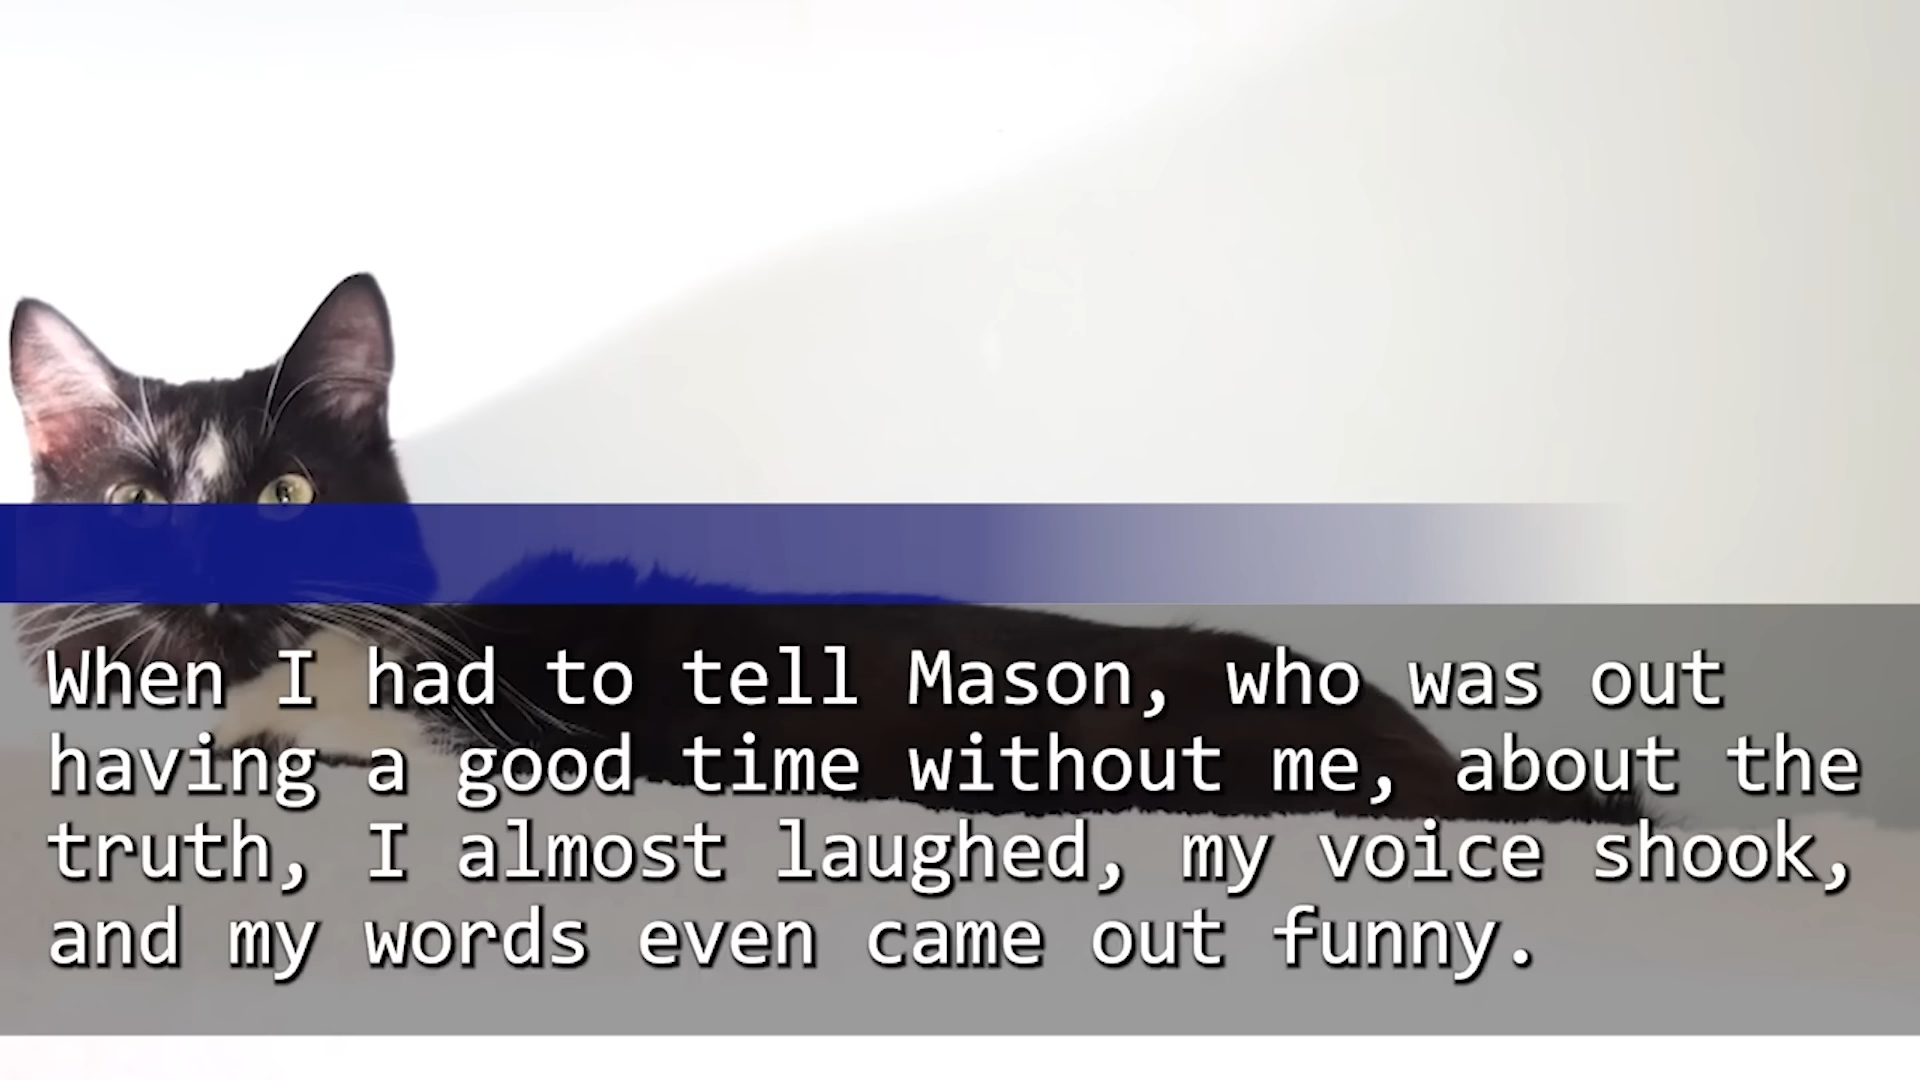 When I had to tell Mason, who was out
having a good time without me, about the
truth, I almost laughed, my voice shook,
and my words even came out funny.